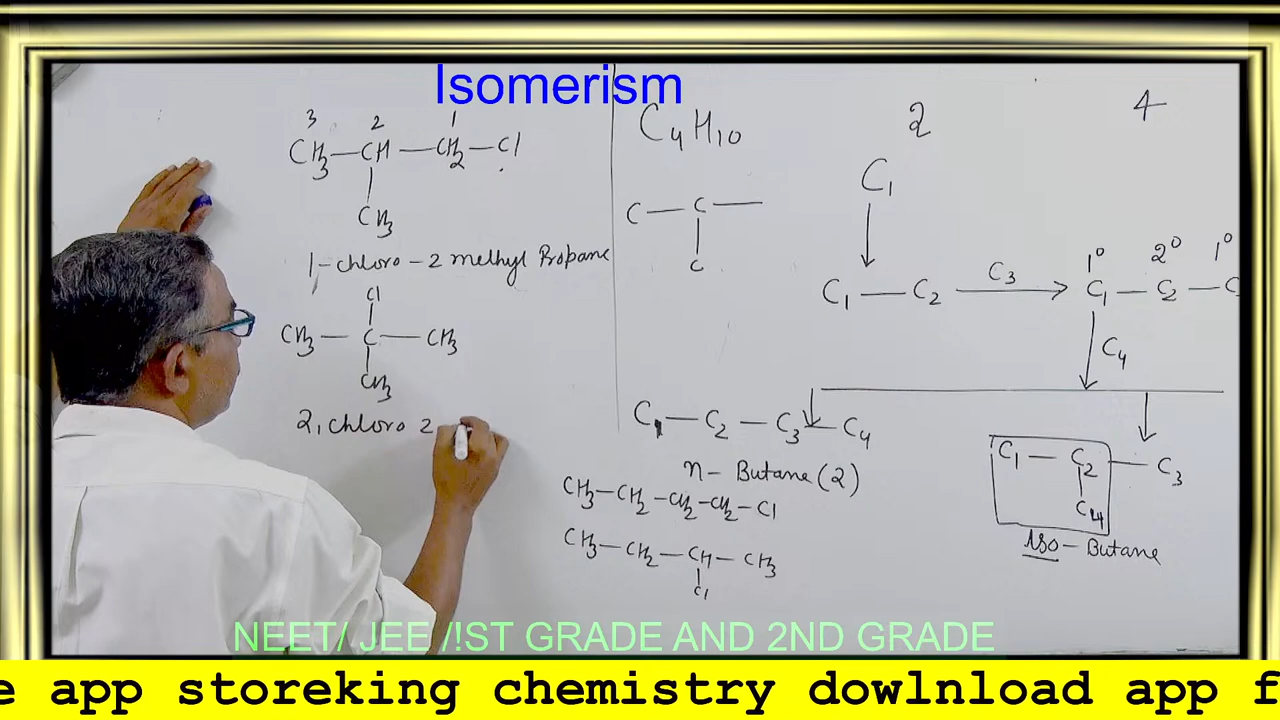 Isomerism
3 2 1
CH3—CH—CH2—Cl
CH3
1-chloro-2 methyl Propane
Cl
CH3—C—CH3
CH3
2, chloro 2
C4H10 2 4
C—C—
C
C1
C1—C2 C3
1° 2° 1°
C1—C2—C
C4
C1—C2—C3—C4
n-Butane (2)
CH3—CH2—CH2—CH2—Cl
CH3—CH2—CH—CH3
Cl
C1—C2—C3
C4
Iso-Butane
NEET/ JEE /!ST GRADE AND 2ND GRADE
e app storeking chemistry dowlnload app f